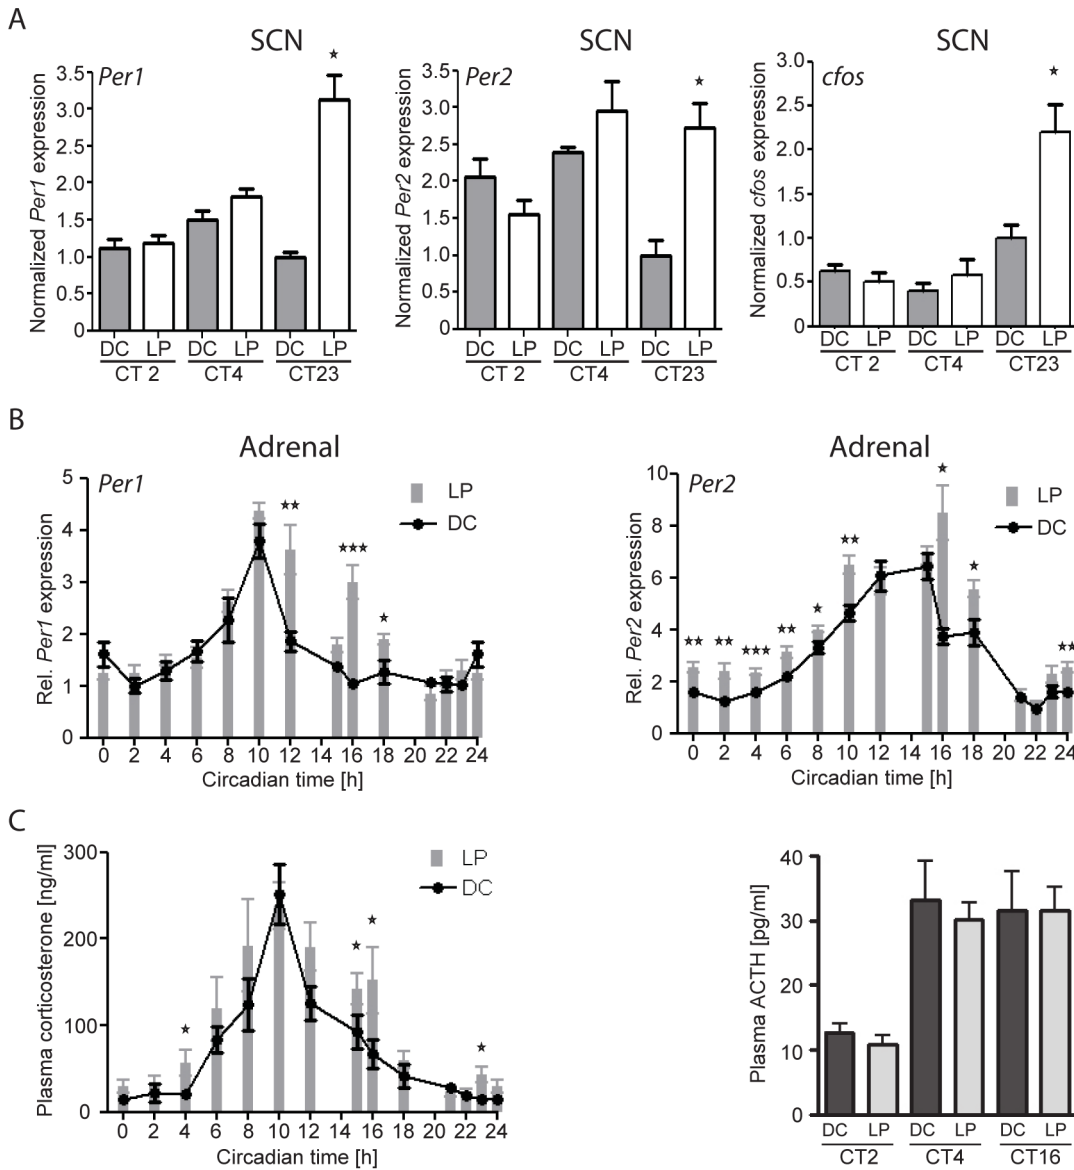 A
SCN
SCN
SCN
Per1
Per2
cfos
Normalized Per1 expression
3.5
3.0
2.5
2.0
1.5
1.0
0.5
0
★
DC LP DC LP DC LP
CT 2 CT4 CT23
Normalized Per2 expression
3.5
3.0
2.5
2.0
1.5
1.0
0.5
0
★
DC LP DC LP DC LP
CT 2 CT4 CT23
Normalized cfos expression
3.0
2.5
2.0
1.5
0.0
0.5
0
★
DC LP DC LP DC LP
CT 2 CT4 CT23
B
Adrenal
Per1
LP
DC
Rel. Per1 expression
5
4
3
2
1
0
★★
★★★
★
0 2 4 6 8 10 12 14 16 18 20 22 24
Circadian time [h]
Adrenal
Per2
LP
DC
Rel. Per2 expression
10
8
6
4
2
0
★★ ★★ ★★★ ★★ ★ ★★ ★ ★ ★★
0 2 4 6 8 10 12 14 16 18 20 22 24
Circadian time [h]
C
LP
DC
Plasma corticosterone [ng/ml]
300
200
100
0
★ ★ ★ ★
0 2 4 6 8 10 12 14 16 18 20 22 24
Circadian time [h]
Plasma ACTH [pg/ml]
40
30
20
10
0
DC LP DC LP DC LP
CT2 CT4 CT16